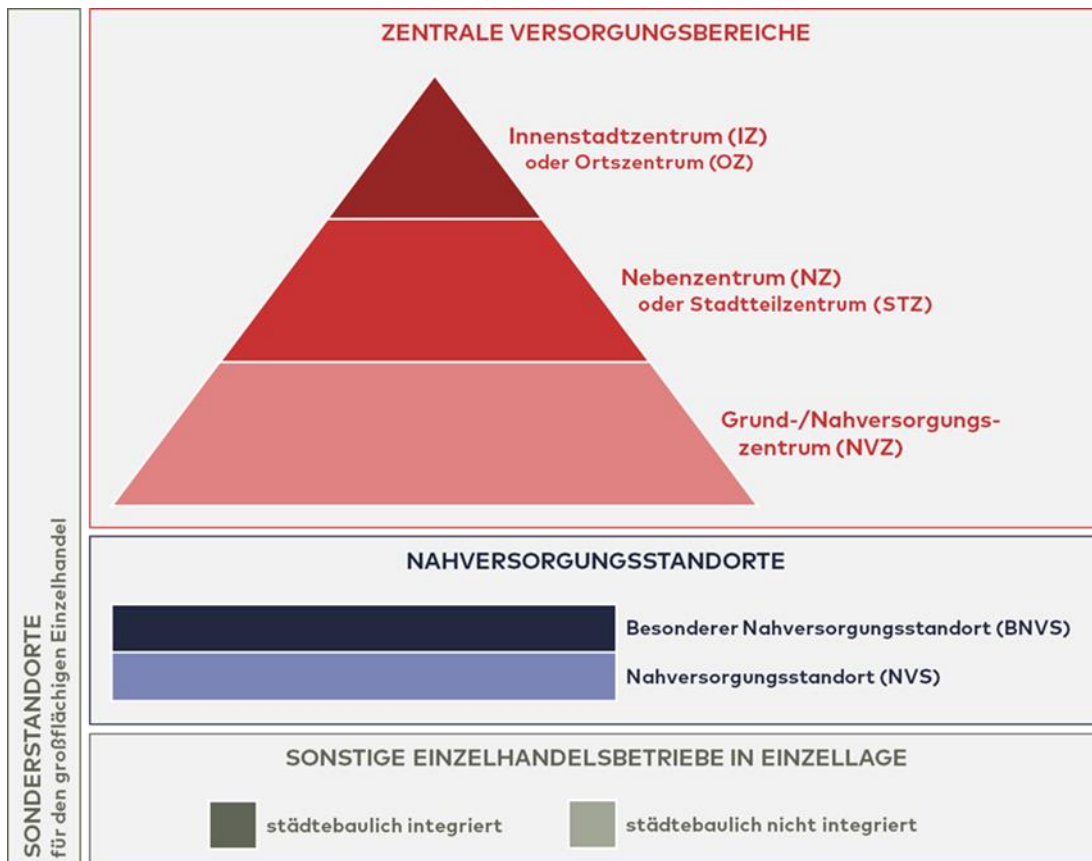 ZENTRALE VERSORGUNGSBEREICHE
Innenstadtzentrum (IZ)
oder Ortszentrum (OZ)
Nebenzentrum (NZ)
oder Stadtteilzentrum (STZ)
Grund-/Nahversorgungs-
zentrum (NVZ)
NAHVERSORGUNGSSTANDORTE
Besonderer Nahversorgungsstandort (BNVS)
Nahversorgungsstandort (NVS)
SONSTIGE EINZELHANDELSBETRIEBE IN EINZELLAGE
städtebaulich integriert
städtebaulich nicht integriert
SONDERSTANDORTE
für den großflächigen Einzelhandel